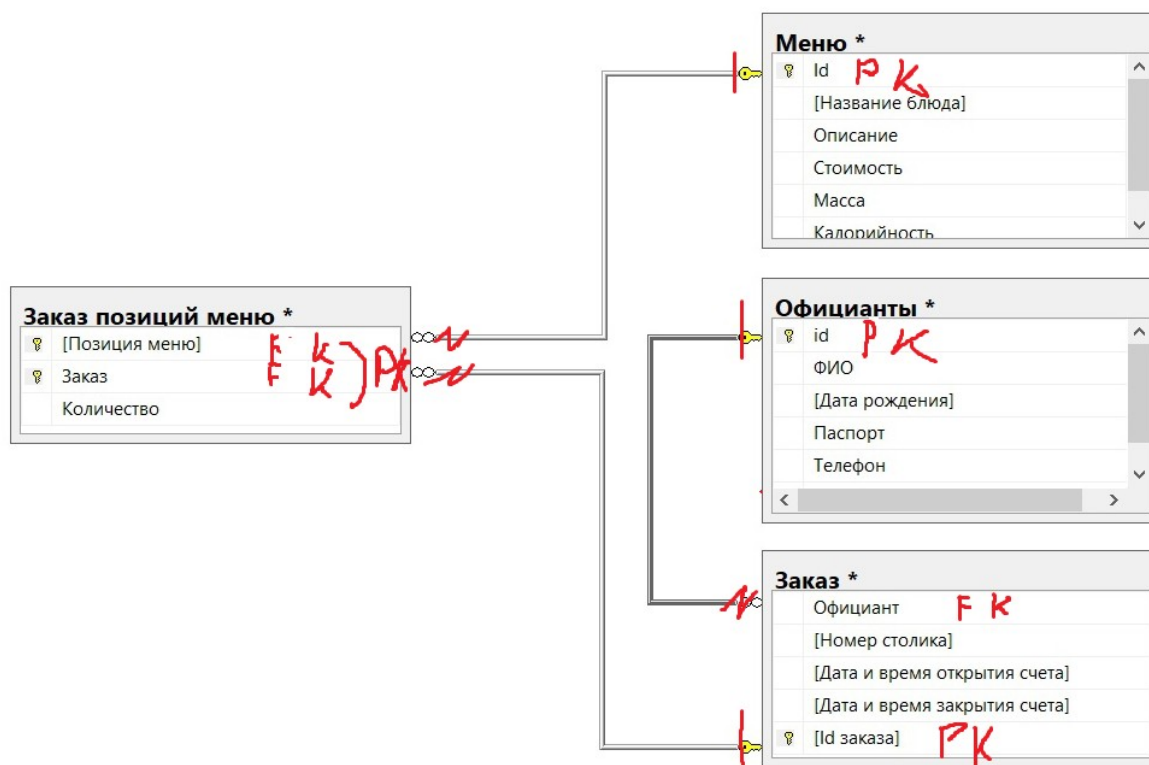 Меню *
Id PK
[Название блюда]
Описание
Стоимость
Масса
Калорийность
Заказ позиций меню *
[Позиция меню] FK
Заказ FK
PK
Количество
N
N
Официанты *
id PK
ФИО
[Дата рождения]
Паспорт
Телефон
Заказ *
N
Официант FK
[Номер столика]
[Дата и время открытия счета]
[Дата и время закрытия счета]
[Id заказа] PK